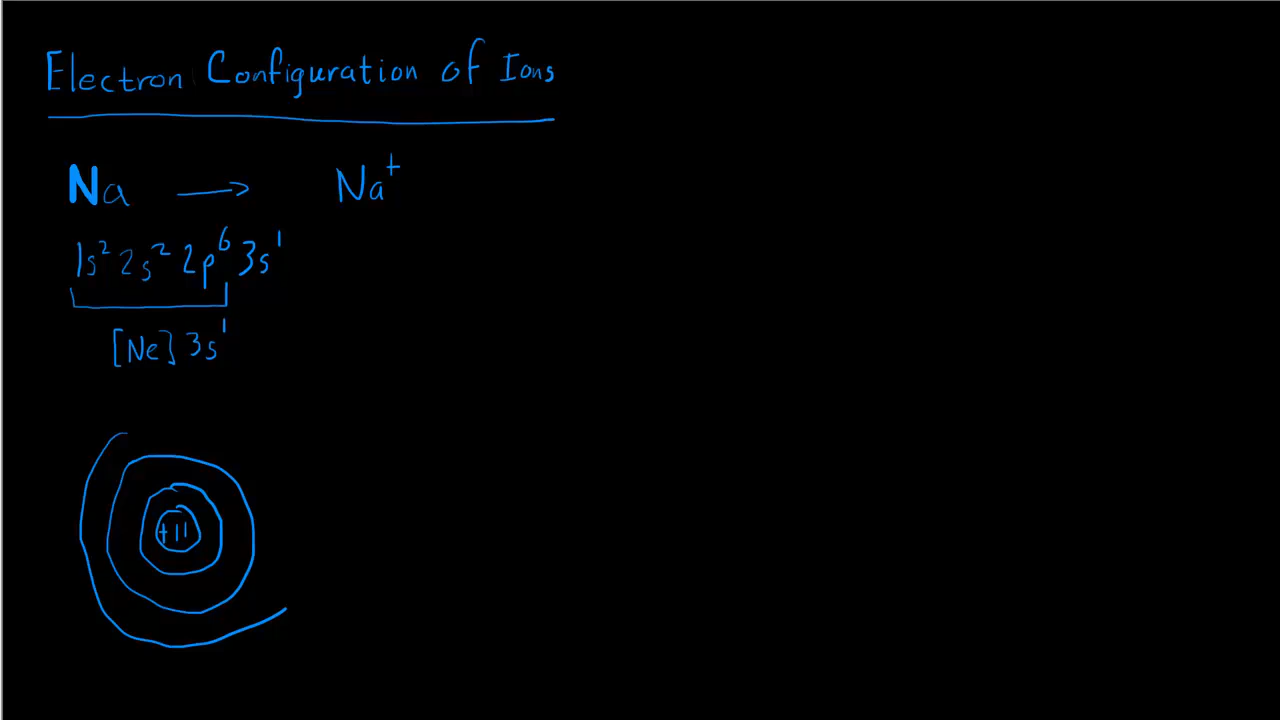 Electron Configuration of Ions
Na → Na⁺
1s² 2s² 2p⁶ 3s¹
[Ne] 3s¹
+11